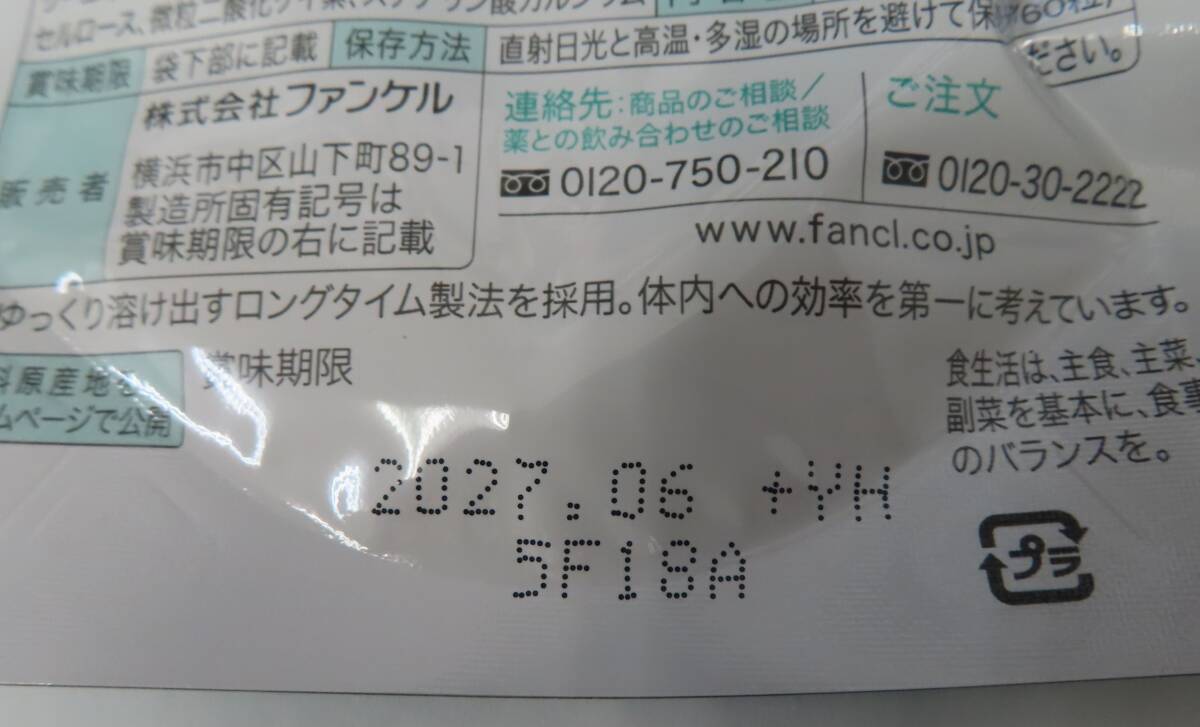 セルロース、微粒二酸化ケイ素、ステアリン酸カルシウム
賞味期限 袋下部に記載 保存方法 直射日光と高温・多湿の場所を避けて保
ださい。
販売者
株式会社ファンケル
横浜市中区山下町89-1
製造所固有記号は
賞味期限の右に記載
連絡先:商品のご相談/
薬との飲み合わせのご相談
0120-750-210
ご注文
0120-30-2222
www.fancl.co.jp
ゆっくり溶け出すロングタイム製法を採用。体内への効率を第一に考えています。
料原産地を
ムページで公開
賞味期限
2027.06 +YH
5F18A
食生活は、主食、主菜、
副菜を基本に、食事
のバランスを。
プラ